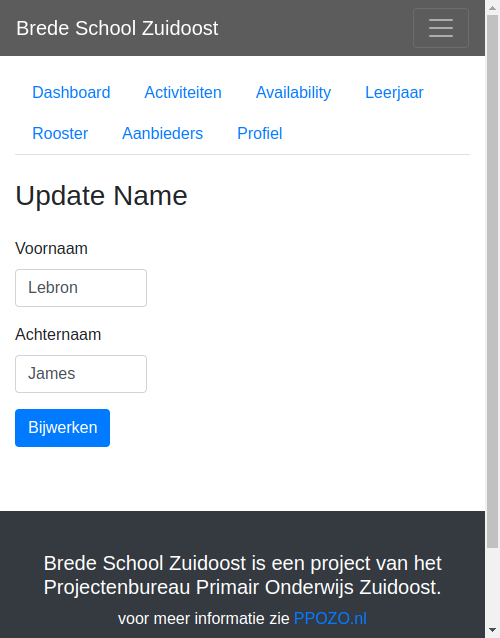 Brede School Zuidoost
Dashboard Activiteiten Availability Leerjaar
Rooster Aanbieders Profiel
Update Name
Voornaam
Lebron
Achternaam
James
Bijwerken
Brede School Zuidoost is een project van het
Projectenbureau Primair Onderwijs Zuidoost.
voor meer informatie zie PPOZO.nl